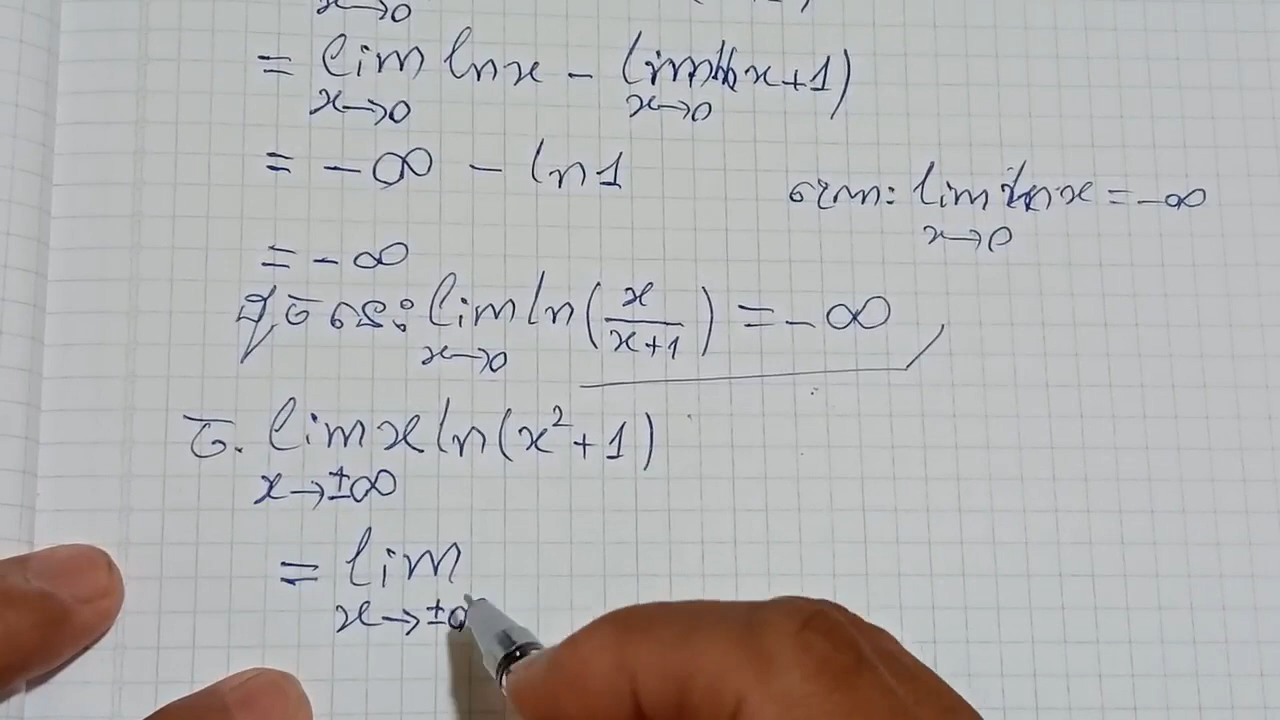 x→0
= lim ln x - lim ln(x+1)
x→0 x→0
= -∞ - ln 1
lim ln x = -∞
x→0
= -∞
lim ln(x/(x+1)) = -∞
x→0
lim x ln(x²+1)
x→±∞
= lim
x→±∞